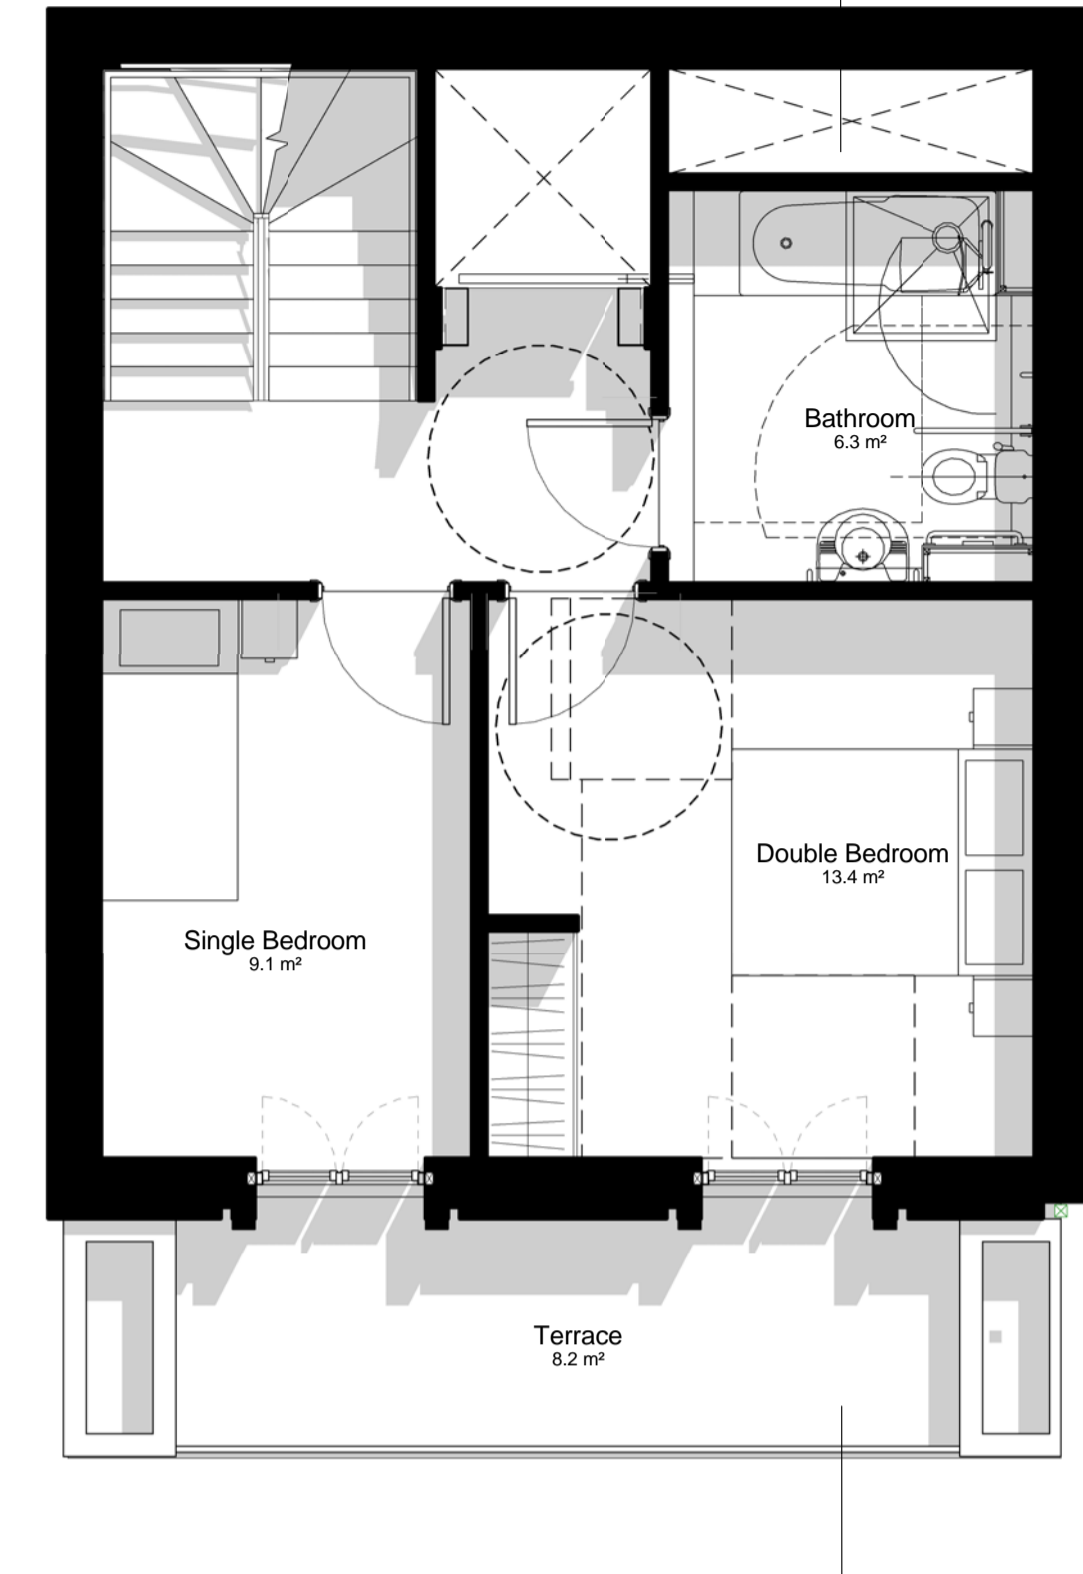 Bathroom
6.3 m²
Double Bedroom
13.4 m²
Single Bedroom
9.1 m²
Terrace
8.2 m²